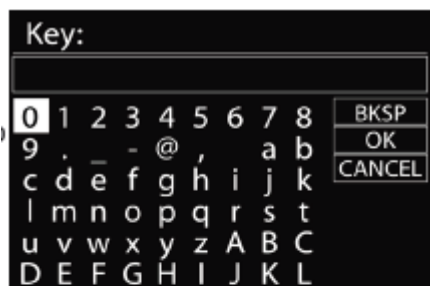 Key:
0 1 2 3 4 5 6 7 8 BKSP
9 . _ - @ , a b OK
c d e f g h i j k CANCEL
l m n o p q r s t
u v w x y z A B C
D E F G H I J K L